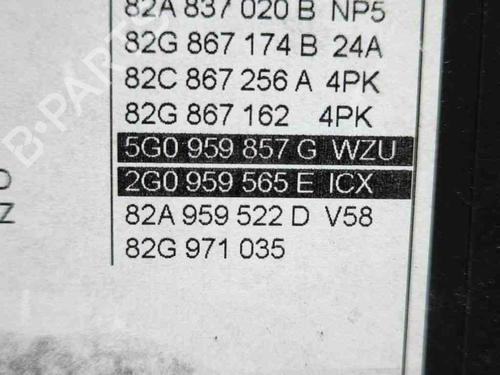 82A 837 020 B NP5
82G 867 174 B 24A
82C 867 256 A 4PK
82G 867 162 4PK
5G0 959 857 G WZU
2G0 959 565 E ICX
82A 959 522 D V58
82G 971 035
Z
B-PARTS